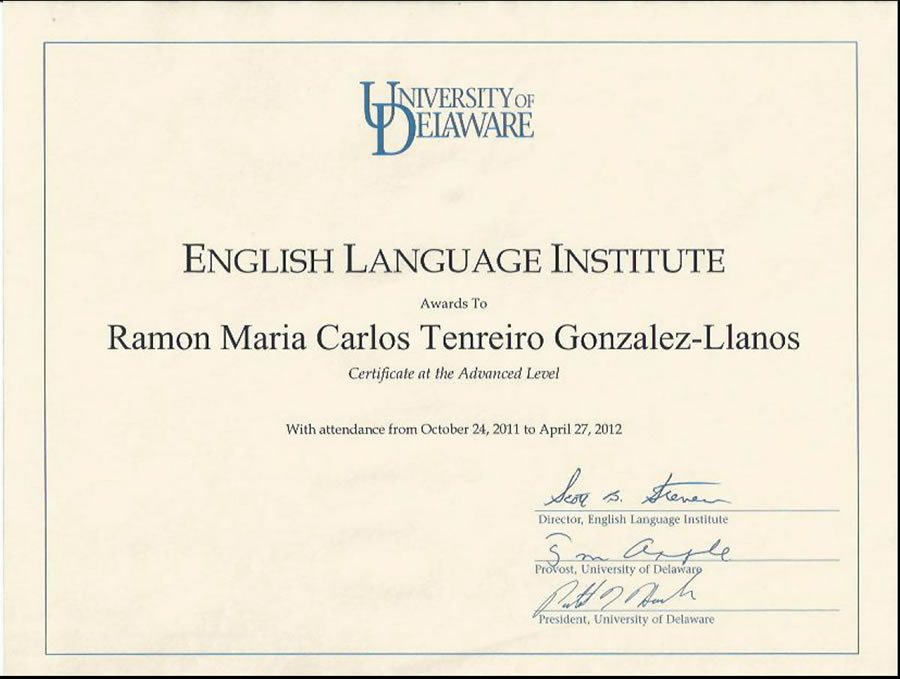 UNIVERSITY OF
DELAWARE
ENGLISH LANGUAGE INSTITUTE
Awards To
Ramon Maria Carlos Tenreiro Gonzalez-Llanos
Certificate at the Advanced Level
With attendance from October 24, 2011 to April 27, 2012
Scott Stevens
Director, English Language Institute
Provost, University of Delaware
President, University of Delaware